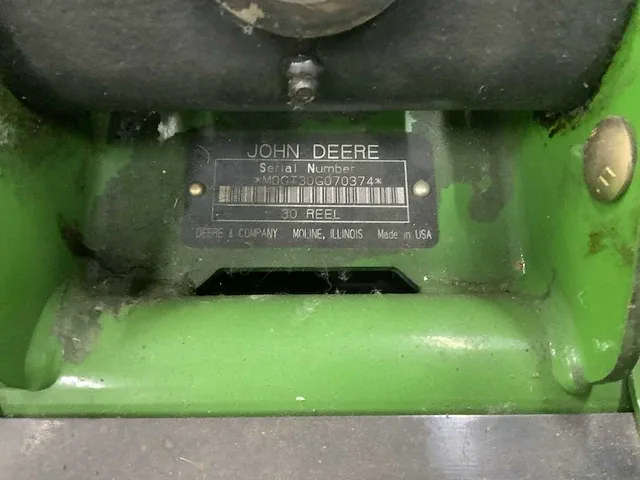 JOHN DEERE
Serial Number
*M0GT30G070374*
30 REEL
DEERE & COMPANY MOLINE, ILLINOIS Made in USA